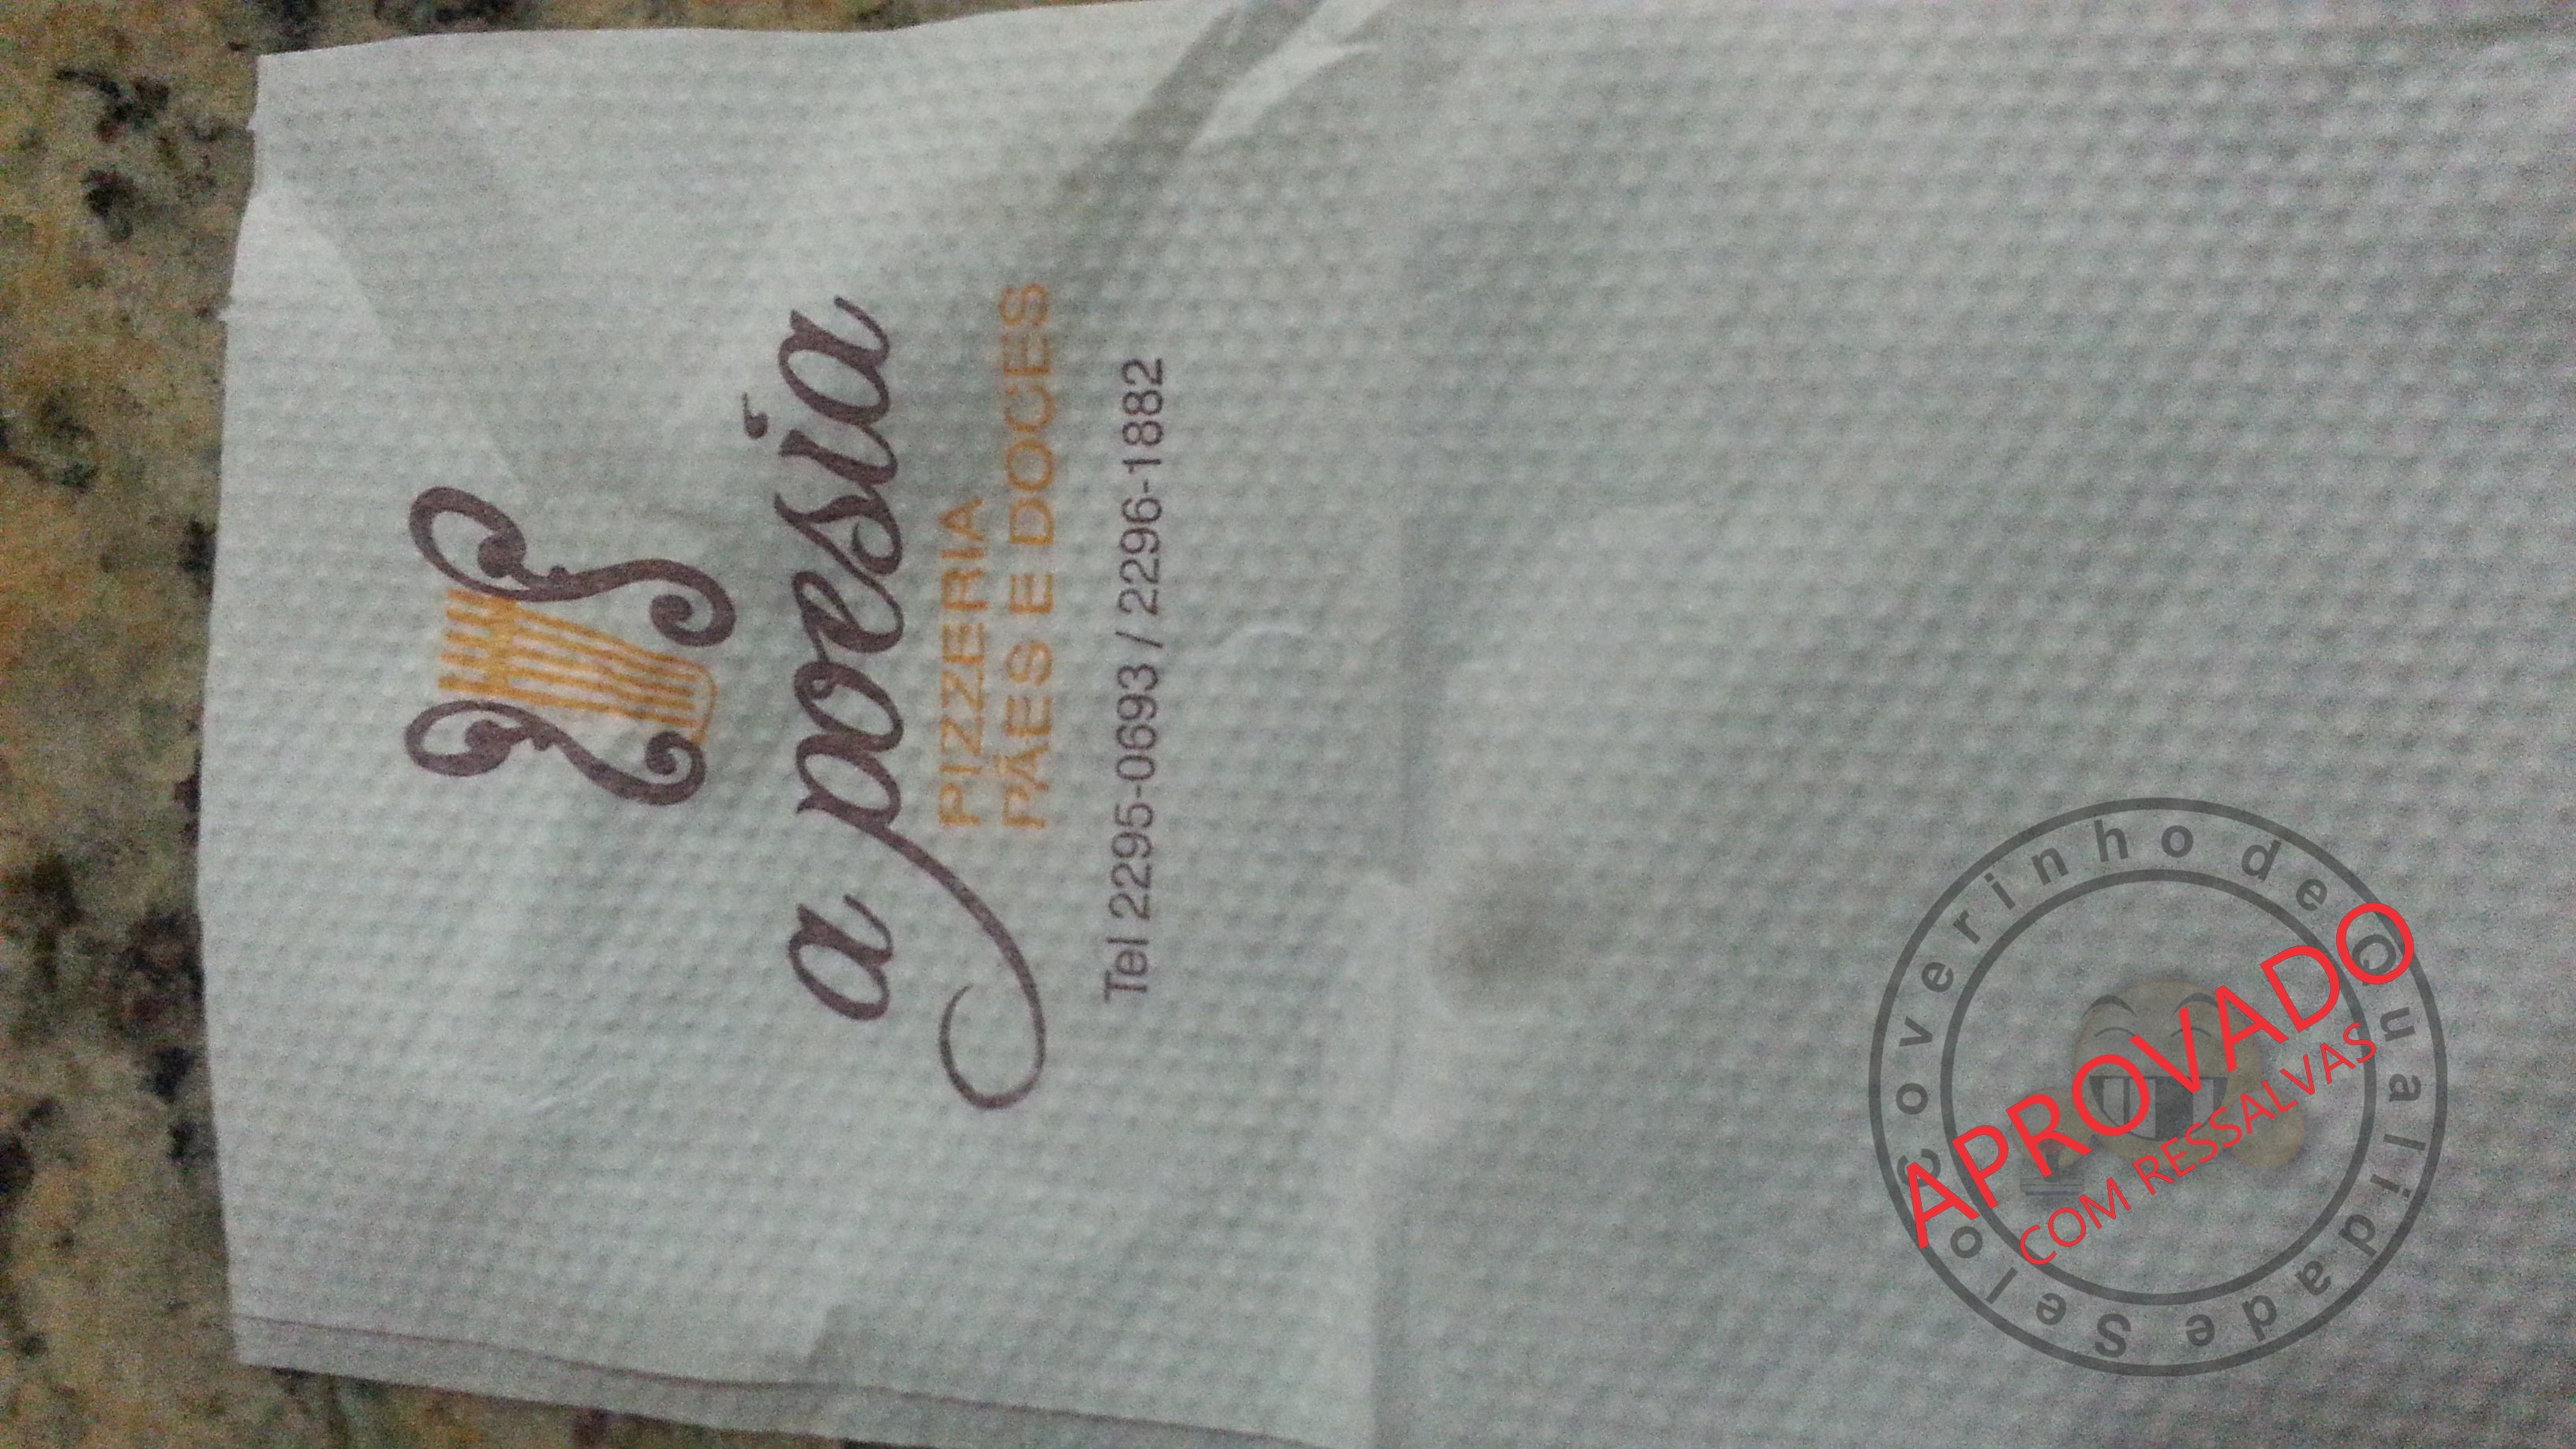 a poesia
PIZZERIA
PÃES E DOCES
Tel 2295-0693 / 2296-1882
Selo Coverinho de Qualidade
APROVADO
COM RESSALVAS